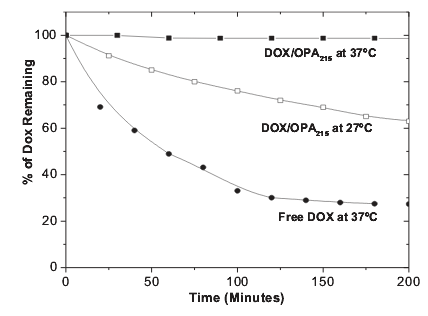 100
80
60
40
20
0
% of Dox Remaining
DOX/OPA₂₁₅ at 37ºC
DOX/OPA₂₁₅ at 27ºC
Free DOX at 37ºC
0 50 100 150 200
Time (Minutes)